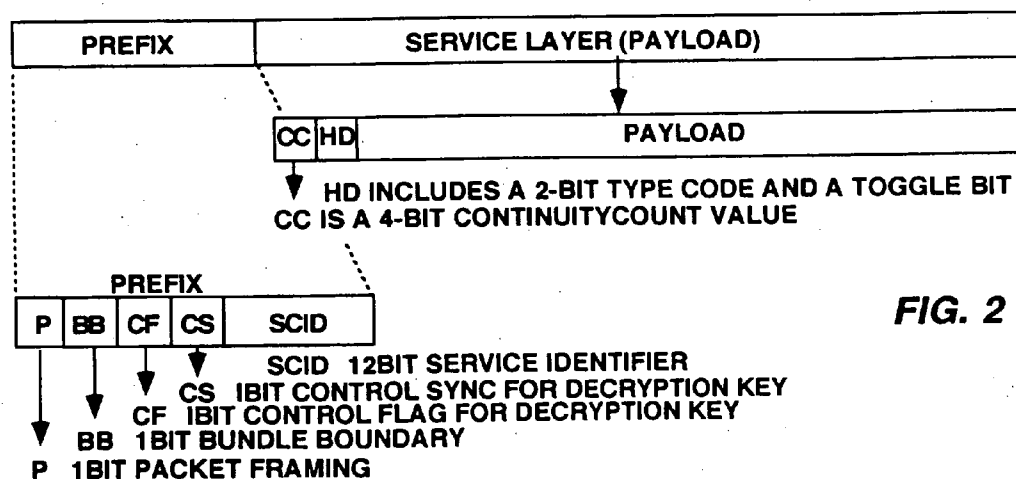 PREFIX SERVICE LAYER (PAYLOAD)
CC HD PAYLOAD
HD INCLUDES A 2-BIT TYPE CODE AND A TOGGLE BIT
CC IS A 4-BIT CONTINUITYCOUNT VALUE
PREFIX
P BB CF CS SCID
FIG. 2
SCID 12BIT SERVICE IDENTIFIER
CS IBIT CONTROL SYNC FOR DECRYPTION KEY
CF IBIT CONTROL FLAG FOR DECRYPTION KEY
BB 1BIT BUNDLE BOUNDARY
P 1BIT PACKET FRAMING